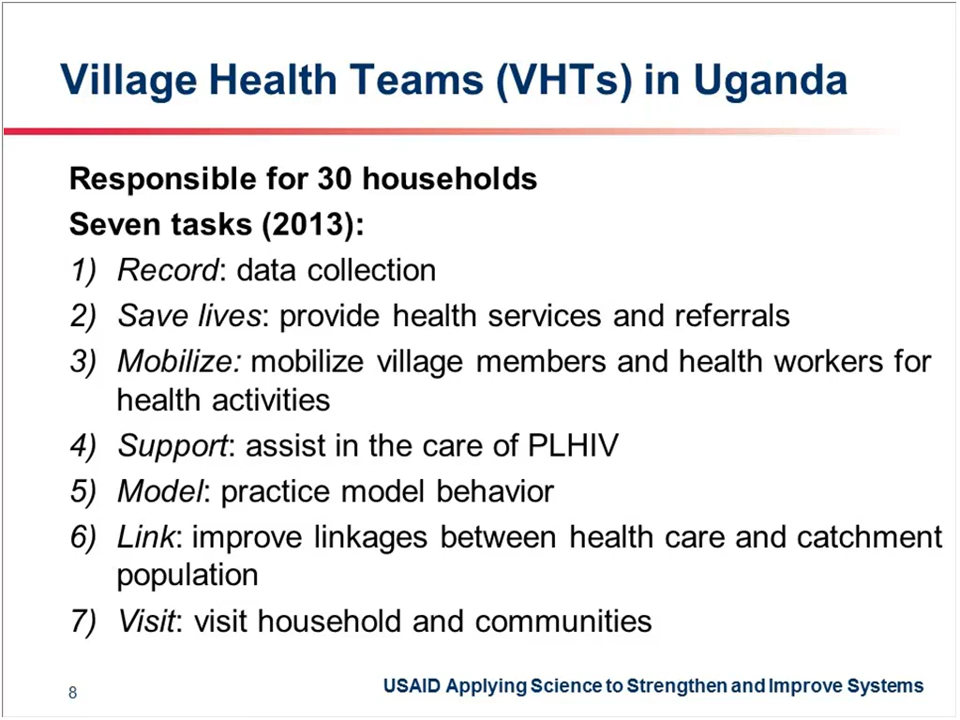 Village Health Teams (VHTs) in Uganda
Responsible for 30 households
Seven tasks (2013):
1) Record: data collection
2) Save lives: provide health services and referrals
3) Mobilize: mobilize village members and health workers for
health activities
4) Support: assist in the care of PLHIV
5) Model: practice model behavior
6) Link: improve linkages between health care and catchment
population
7) Visit: visit household and communities
8
USAID Applying Science to Strengthen and Improve Systems